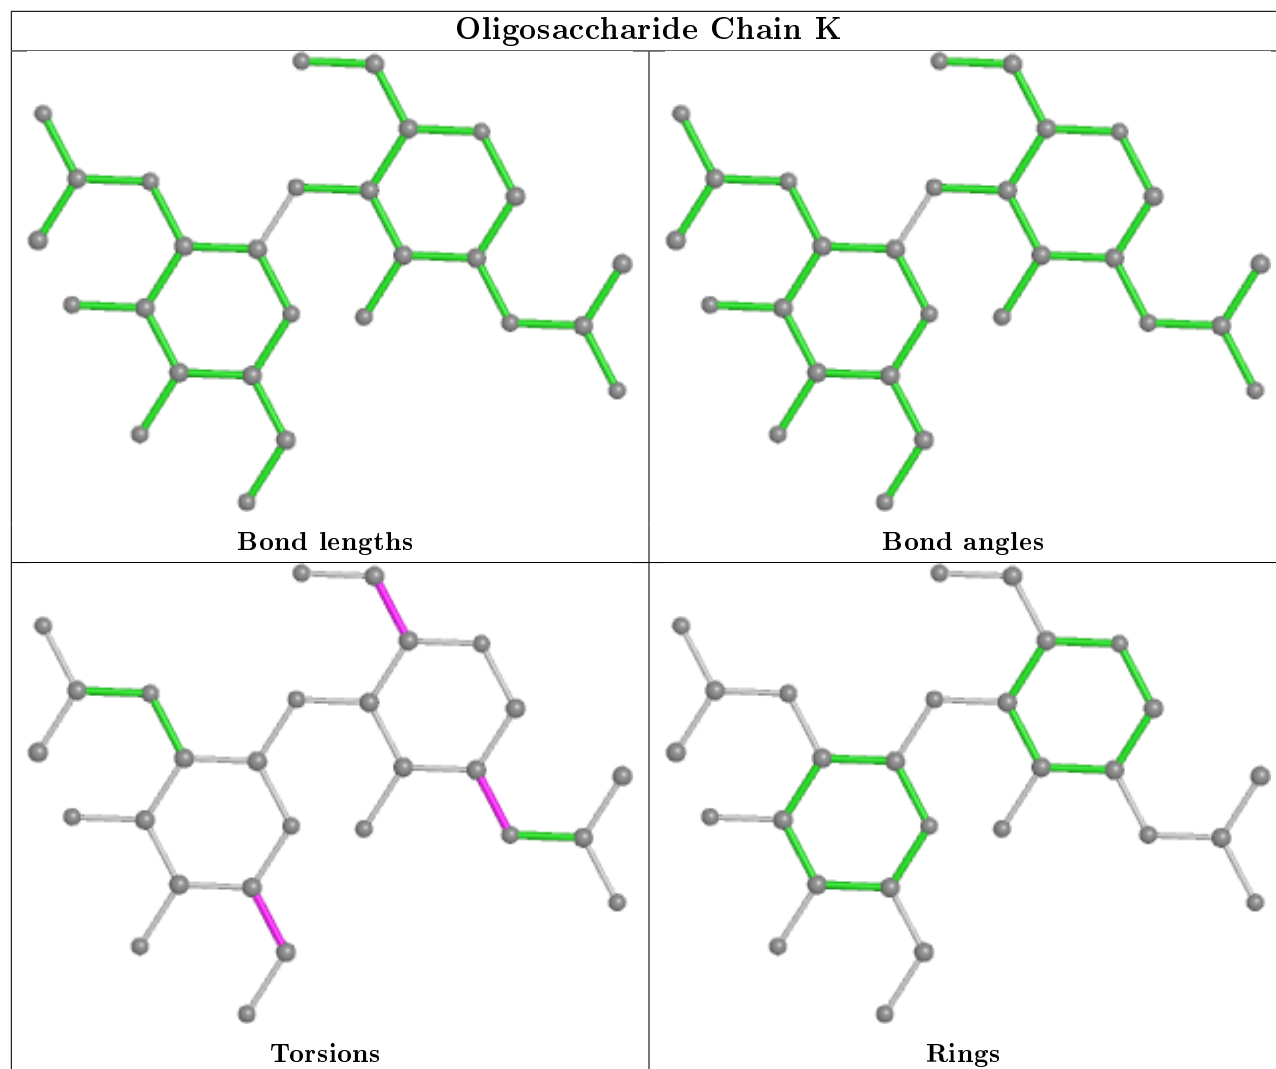 Oligosaccharide Chain K
Bond lengths
Bond angles
Torsions
Rings